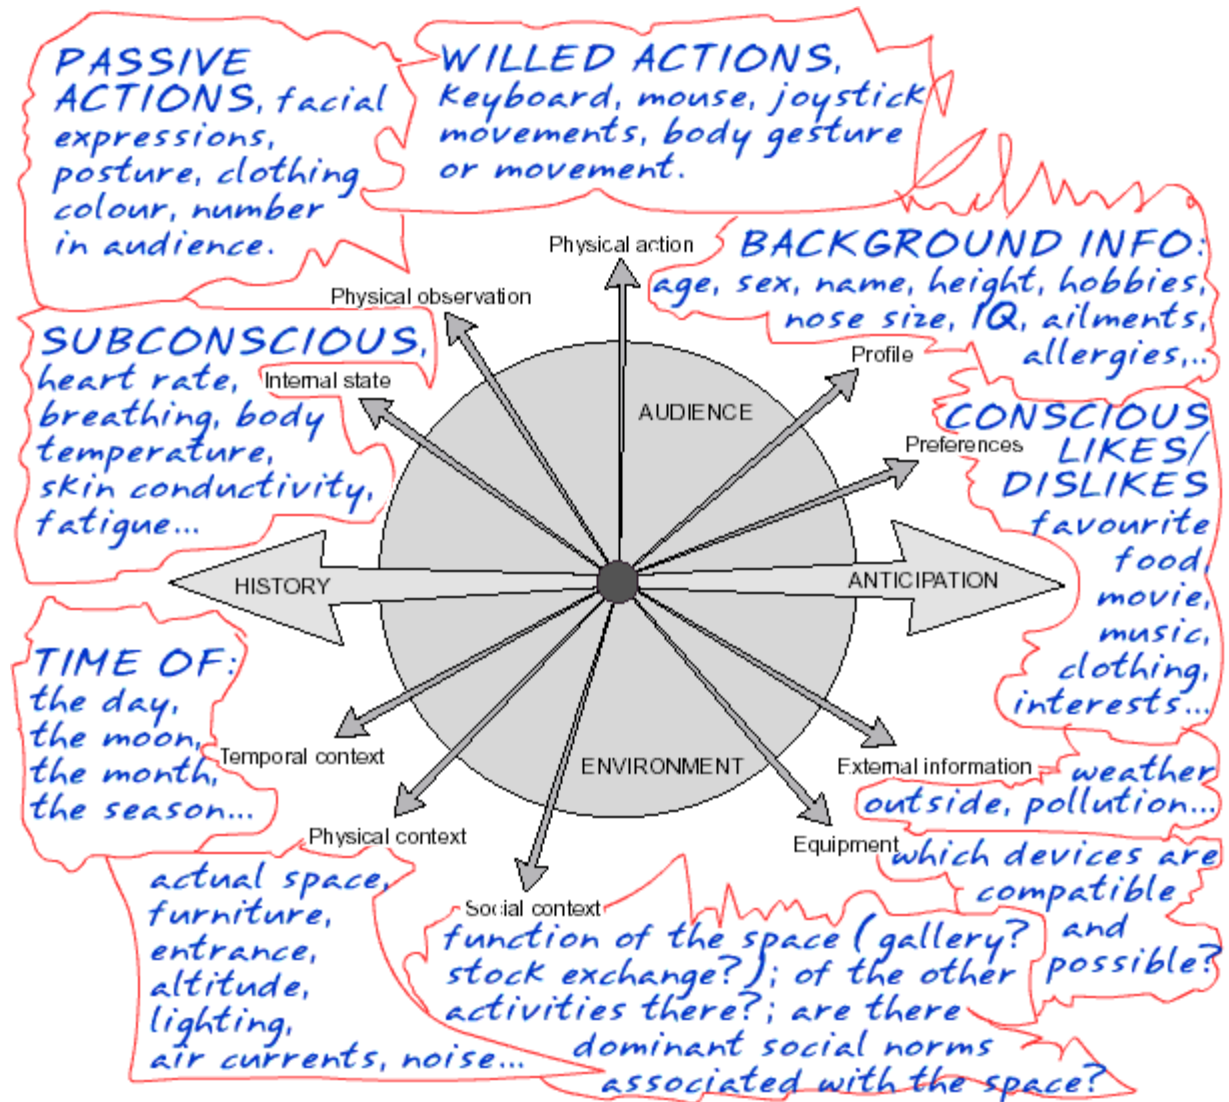 PASSIVE
ACTIONS, facial
expressions,
posture, clothing
colour, number
in audience.
WILLED ACTIONS,
keyboard, mouse, joystick
movements, body gesture
or movement.
Physical action
BACKGROUND INFO:
age, sex, name, height, hobbies,
nose size, IQ, ailments,
allergies,..
Physical observation
Profile
SUBCONSCIOUS,
heart rate,
breathing, body
temperature,
skin conductivity,
fatigue...
Internal state
AUDIENCE
Preferences
CONSCIOUS
LIKES/
DISLIKES
favourite
food,
movie,
music,
clothing,
interests...
HISTORY
ANTICIPATION
TIME OF:
the day,
the moon,
the month,
the season...
Temporal context
ENVIRONMENT
External information
weather
outside, pollution...
Physical context
actual space,
furniture,
entrance,
altitude,
lighting,
air currents, noise...
Equipment
which devices are
compatible
and
possible?
Social context
function of the space (gallery?
stock exchange?); of the other
activities there?; are there
dominant social norms
associated with the space?